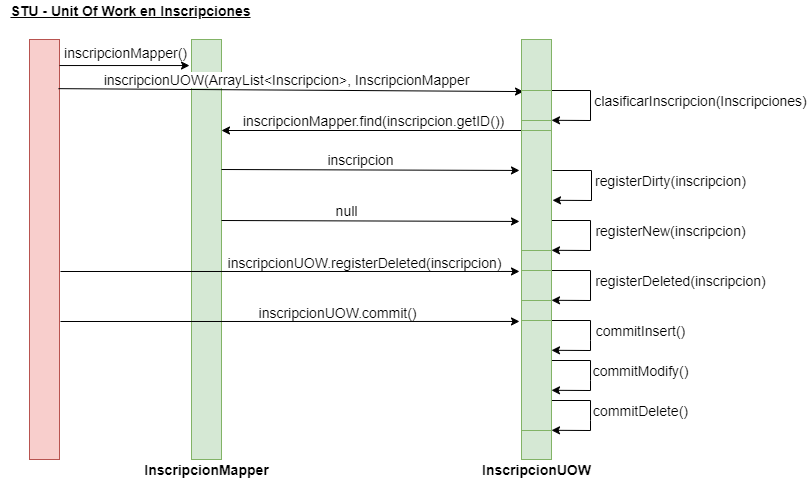 STU - Unit Of Work en Inscripciones
inscripcionMapper()
inscripcionUOW(ArrayList<Inscripcion>, InscripcionMapper
clasificarInscripcion(Inscripciones)
inscripcionMapper.find(inscripcion.getID())
inscripcion
registerDirty(inscripcion)
null
registerNew(inscripcion)
inscripcionUOW.registerDeleted(inscripcion)
registerDeleted(inscripcion)
inscripcionUOW.commit()
commitInsert()
commitModify()
commitDelete()
InscripcionMapper
InscripcionUOW